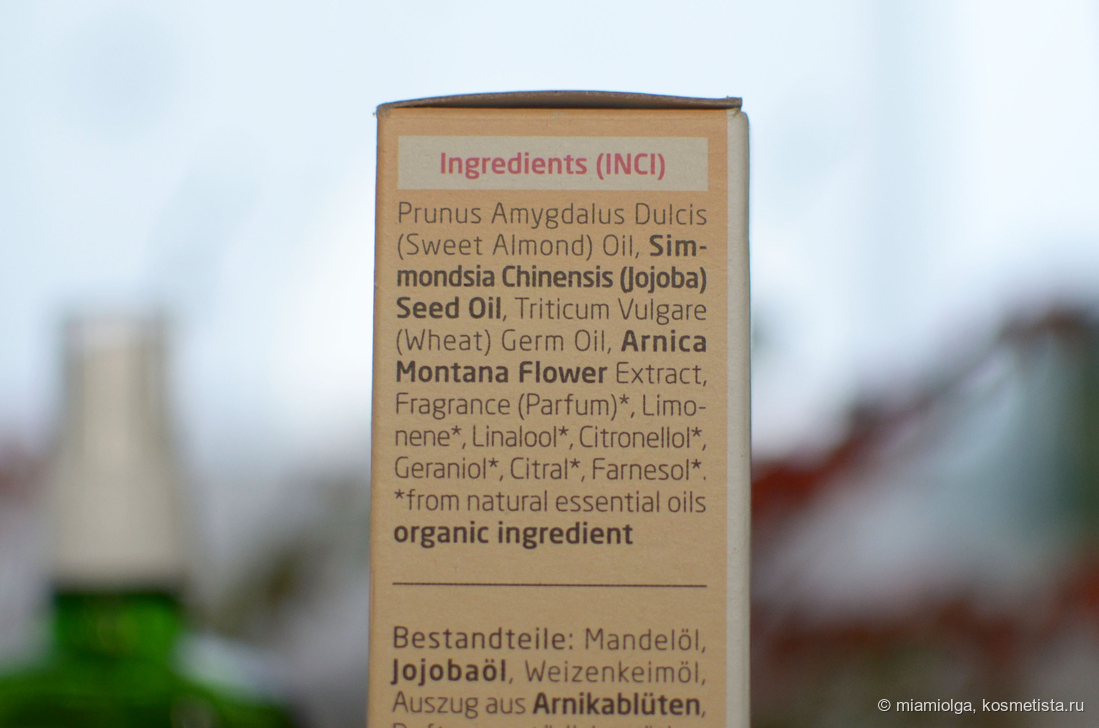 Ingredients (INCI)
Prunus Amygdalus Dulcis
(Sweet Almond) Oil, Sim-
mondsia Chinensis (Jojoba)
Seed Oil, Triticum Vulgare
(Wheat) Germ Oil, Arnica
Montana Flower Extract,
Fragrance (Parfum)*, Limo-
nene*, Linalool*, Citronellol*,
Geraniol*, Citral*, Farnesol*.
*from natural essential oils
organic ingredient
Bestandteile: Mandelöl,
Jojobaöl, Weizenkeimöl,
Auszug aus Arnikablüten,
© miamiolga, kosmetista.ru